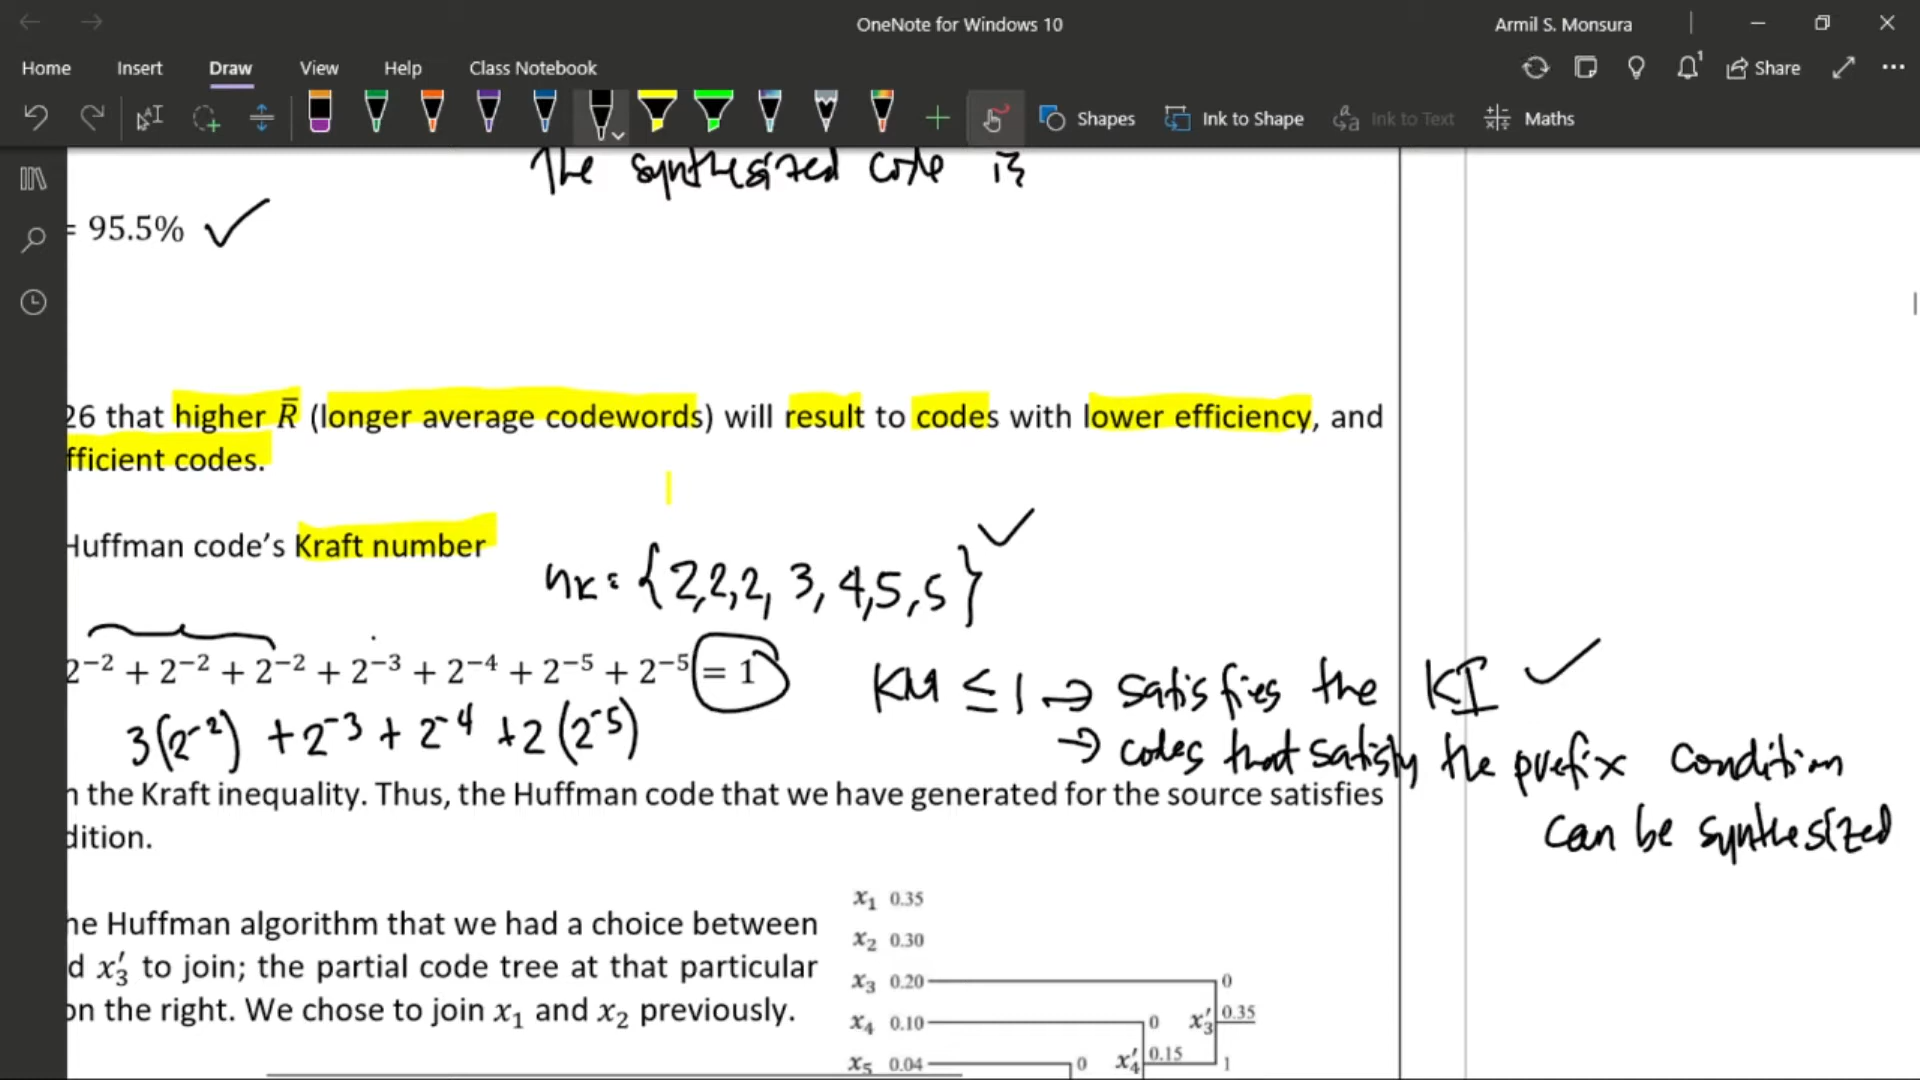 OneNote for Windows 10
Armil S. Monsura
Home Insert Draw View Help Class Notebook
1 Share
Shapes Ink to Shape Ink to Text Maths
The synthesized code is
= 95.5% ✓
26 that higher R̄ (longer average codewords) will result to codes with lower efficiency, and
fficient codes.
Huffman code’s Kraft number
nₖ = {2,2,2, 3, 4,5,5} ✓
2⁻² + 2⁻² + 2⁻² + 2⁻³ + 2⁻⁴ + 2⁻⁵ + 2⁻⁵ = 1
KM ≤ 1 → satisfies the KI ✓
3(2⁻²) + 2⁻³ + 2⁻⁴ + 2(2⁻⁵)
→ codes that satisfy the prefix condition
can be synthesized
n the Kraft inequality. Thus, the Huffman code that we have generated for the source satisfies
dition.
he Huffman algorithm that we had a choice between
d x₃′ to join; the partial code tree at that particular
on the right. We chose to join x₁ and x₂ previously.
x₁ 0.35
x₂ 0.30
x₃ 0.20 0
x₄ 0.10 0 x₃′ 0.35
x₅ 0.04 0 x₄′ 0.15 1